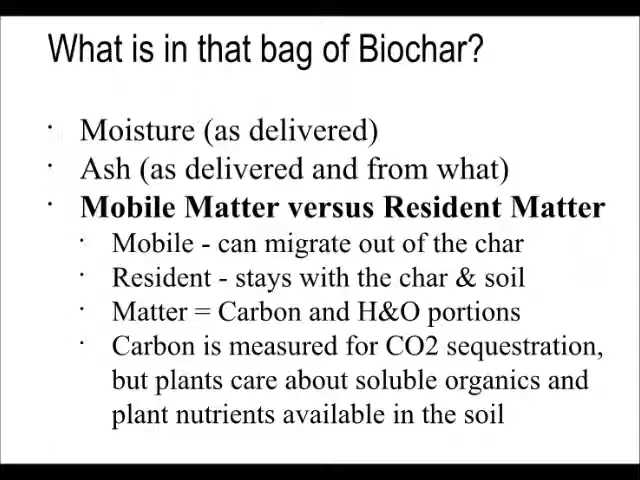 What is in that bag of Biochar?
· Moisture (as delivered)
· Ash (as delivered and from what)
· Mobile Matter versus Resident Matter
· Mobile - can migrate out of the char
· Resident - stays with the char & soil
· Matter = Carbon and H&O portions
· Carbon is measured for CO2 sequestration,
but plants care about soluble organics and
plant nutrients available in the soil